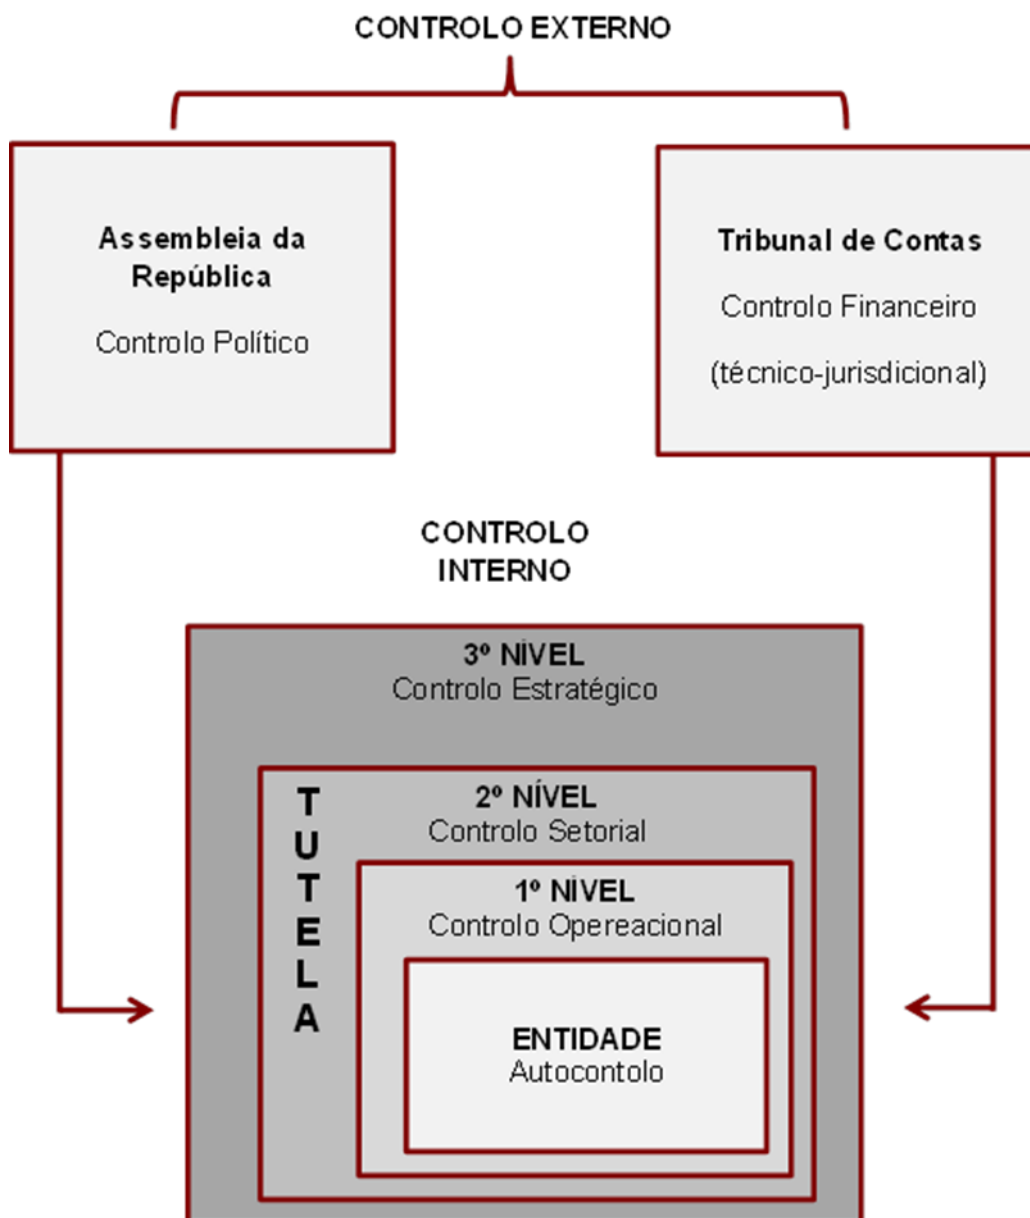 CONTROLO EXTERNO
Assembleia da
República
Controlo Político
Tribunal de Contas
Controlo Financeiro
(técnico-jurisdicional)
CONTROLO
INTERNO
3º NÍVEL
Controlo Estratégico
TUTELA
2º NÍVEL
Controlo Setorial
1º NÍVEL
Controlo Opereacional
ENTIDADE
Autocontolo